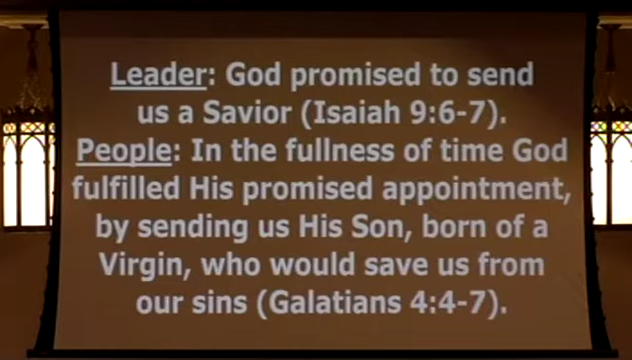 Leader: God promised to send
us a Savior (Isaiah 9:6-7).
People: In the fullness of time God
fulfilled His promised appointment,
by sending us His Son, born of a
Virgin, who would save us from
our sins (Galatians 4:4-7).